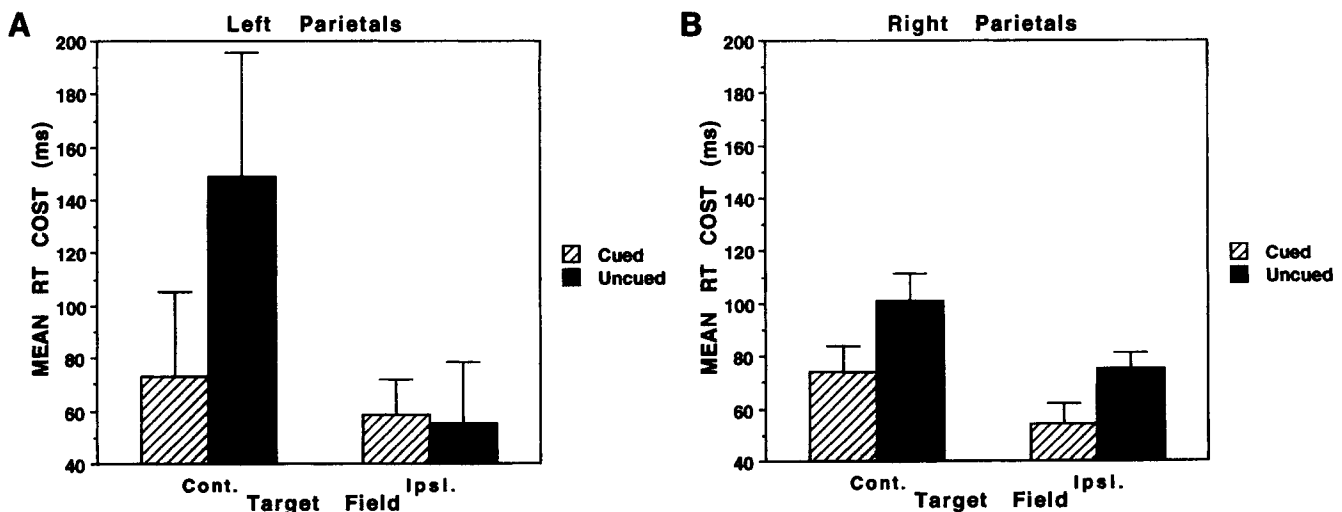 A
Left Parietals
200
180
160
140
120
100
80
60
40
MEAN RT COST (ms)
Cont.
Ipsi.
Target Field
Cued
Uncued
B
Right Parietals
200
180
160
140
120
100
80
60
40
MEAN RT COST (ms)
Cont.
Ipsi.
Target Field
Cued
Uncued